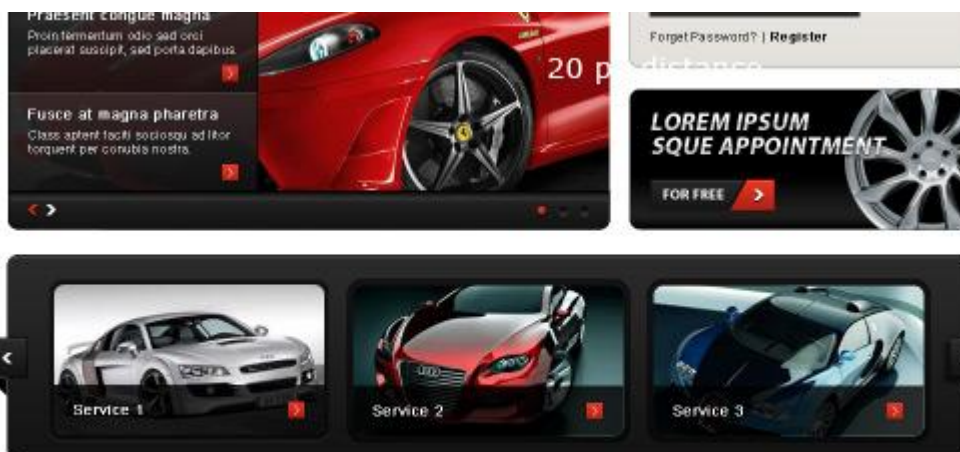 Praesent congue magna
Proin fermentum odio sed orci
placerat suscipit, sed porta dapibus.
Fusce at magna pharetra
Class aptent taciti sociosqu ad litor
torquent per conubia nostra.
20 p distance
Forget Password? | Register
LOREM IPSUM
SQUE APPOINTMENT
FOR FREE
Service 1
Service 2
Service 3